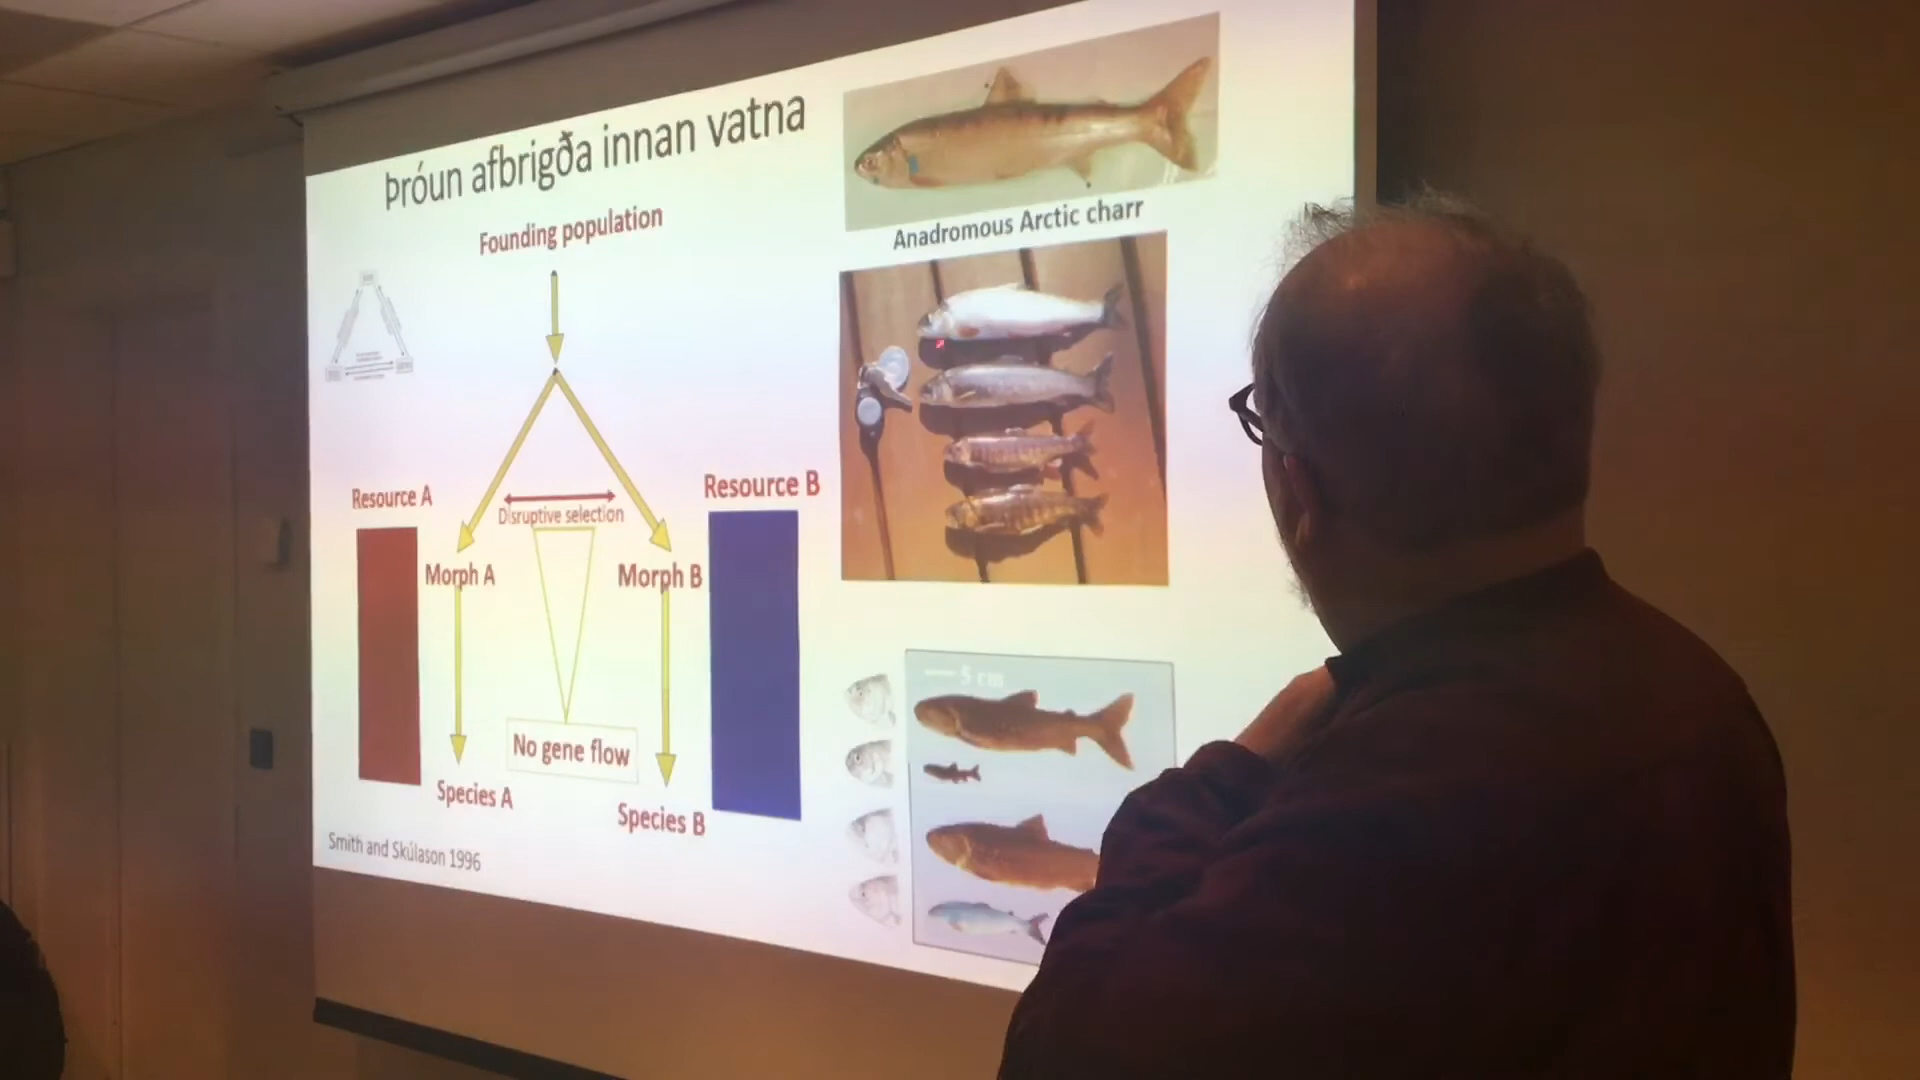 Þróun afbrigða innan vatna
Founding population
Anadromous Arctic charr
Resource A
Resource B
Disruptive selection
Morph A
Morph B
5 cm
No gene flow
Species A
Species B
Smith and Skúlason 1996